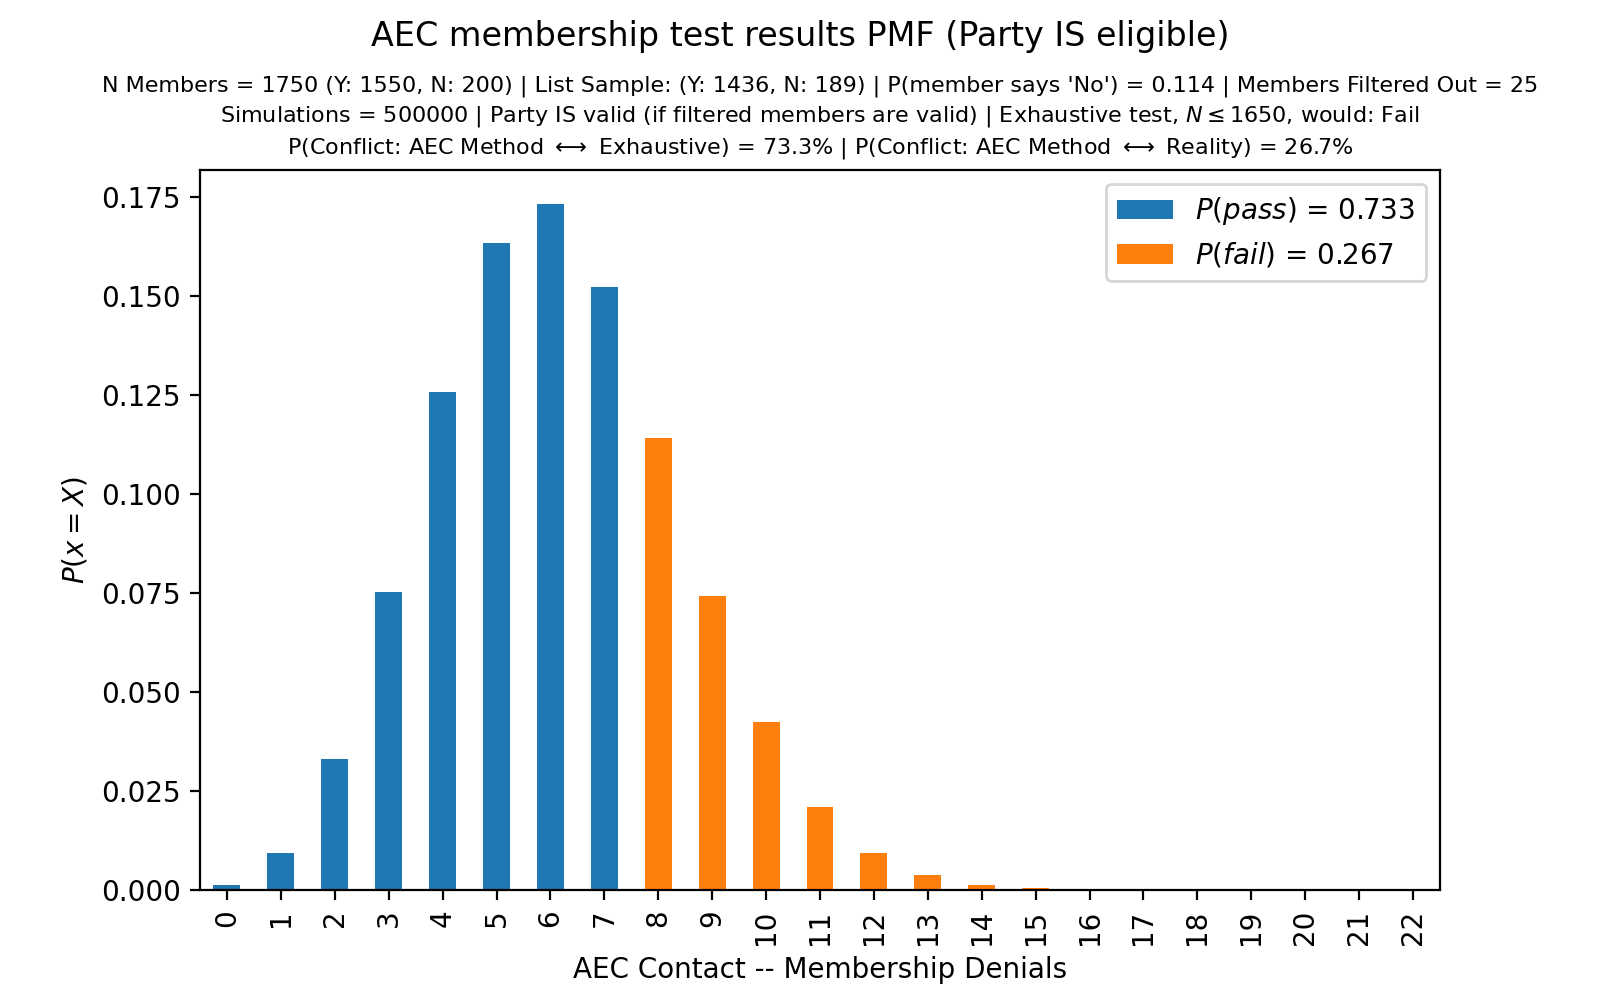 AEC membership test results PMF (Party IS eligible)
N Members = 1750 (Y: 1550, N: 200) | List Sample: (Y: 1436, N: 189) | P(member says 'No') = 0.114 | Members Filtered Out = 25
Simulations = 500000 | Party IS valid (if filtered members are valid) | Exhaustive test, N ≤ 1650, would: Fail
P(Conflict: AEC Method ⟷ Exhaustive) = 73.3% | P(Conflict: AEC Method ⟷ Reality) = 26.7%
P(pass) = 0.733
P(fail) = 0.267
0.175
0.150
0.125
0.100
0.075
0.050
0.025
0.000
P(x = X)
0 1 2 3 4 5 6 7 8 9 10 11 12 13 14 15 16 17 18 19 20 21 22
AEC Contact -- Membership Denials